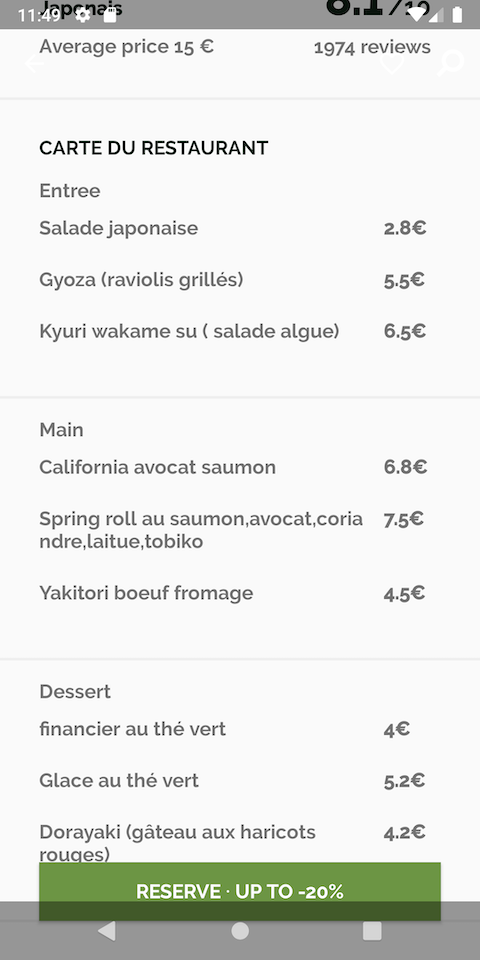 11:49
Japonais
8.1/10
Average price 15 €
1974 reviews
CARTE DU RESTAURANT
Entree
Salade japonaise
2.8€
Gyoza (raviolis grillés)
5.5€
Kyuri wakame su ( salade algue)
6.5€
Main
California avocat saumon
6.8€
Spring roll au saumon,avocat,coria
ndre,laitue,tobiko
7.5€
Yakitori boeuf fromage
4.5€
Dessert
financier au thé vert
4€
Glace au thé vert
5.2€
Dorayaki (gâteau aux haricots
rouges)
4.2€
RESERVE · UP TO -20%